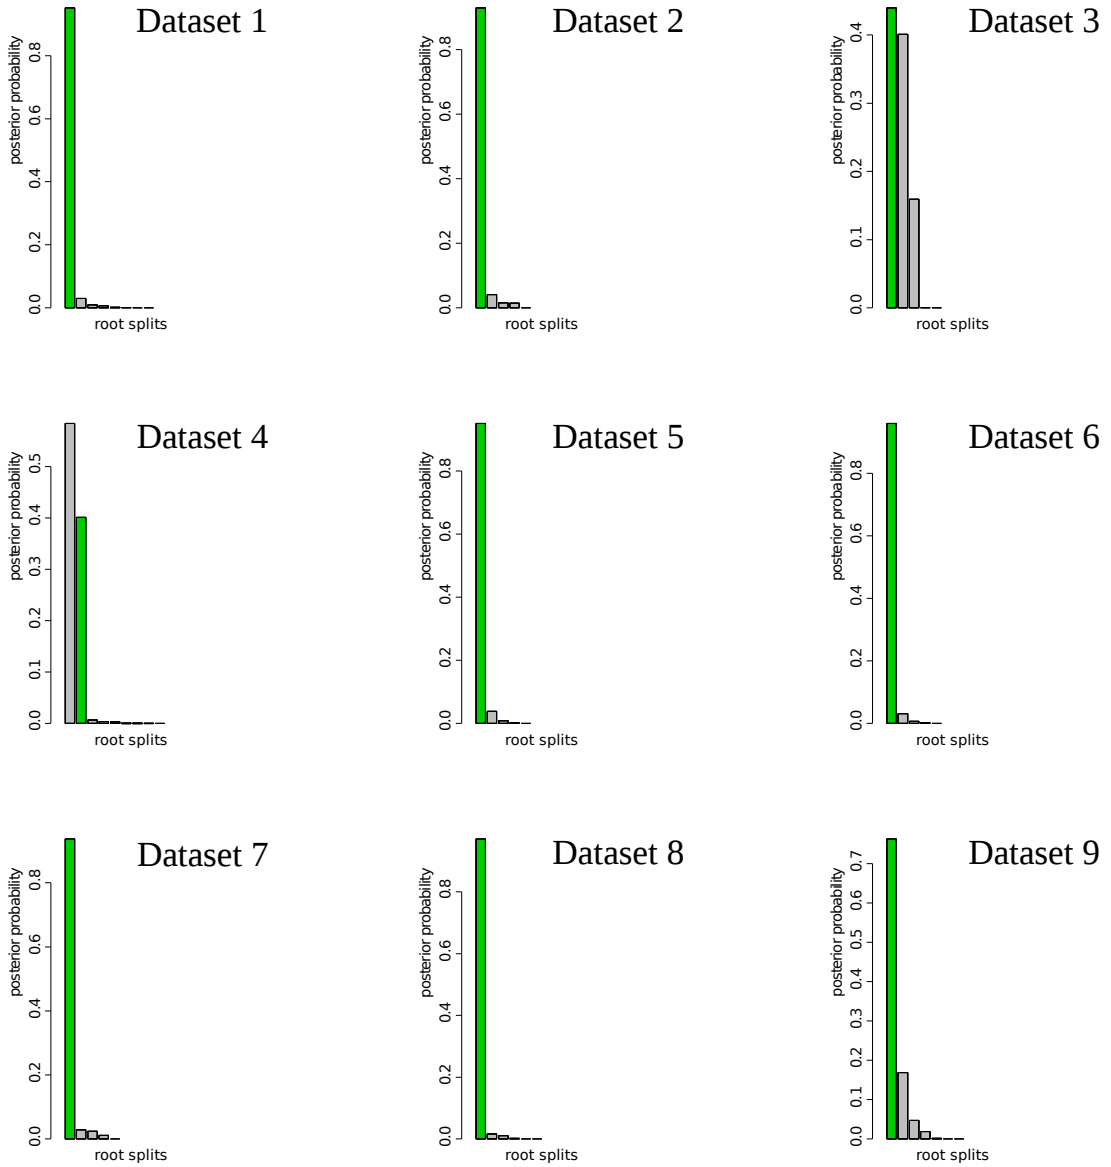 Dataset 1
posterior probability
0.0 0.2 0.4 0.6 0.8
root splits
Dataset 2
posterior probability
0.0 0.2 0.4 0.6 0.8
root splits
Dataset 3
posterior probability
0.0 0.1 0.2 0.3 0.4
root splits
Dataset 4
posterior probability
0.0 0.1 0.2 0.3 0.4 0.5
root splits
Dataset 5
posterior probability
0.0 0.2 0.4 0.6 0.8
root splits
Dataset 6
posterior probability
0.0 0.2 0.4 0.6 0.8
root splits
Dataset 7
posterior probability
0.0 0.2 0.4 0.6 0.8
root splits
Dataset 8
posterior probability
0.0 0.2 0.4 0.6 0.8
root splits
Dataset 9
posterior probability
0.0 0.1 0.2 0.3 0.4 0.5 0.6 0.7
root splits